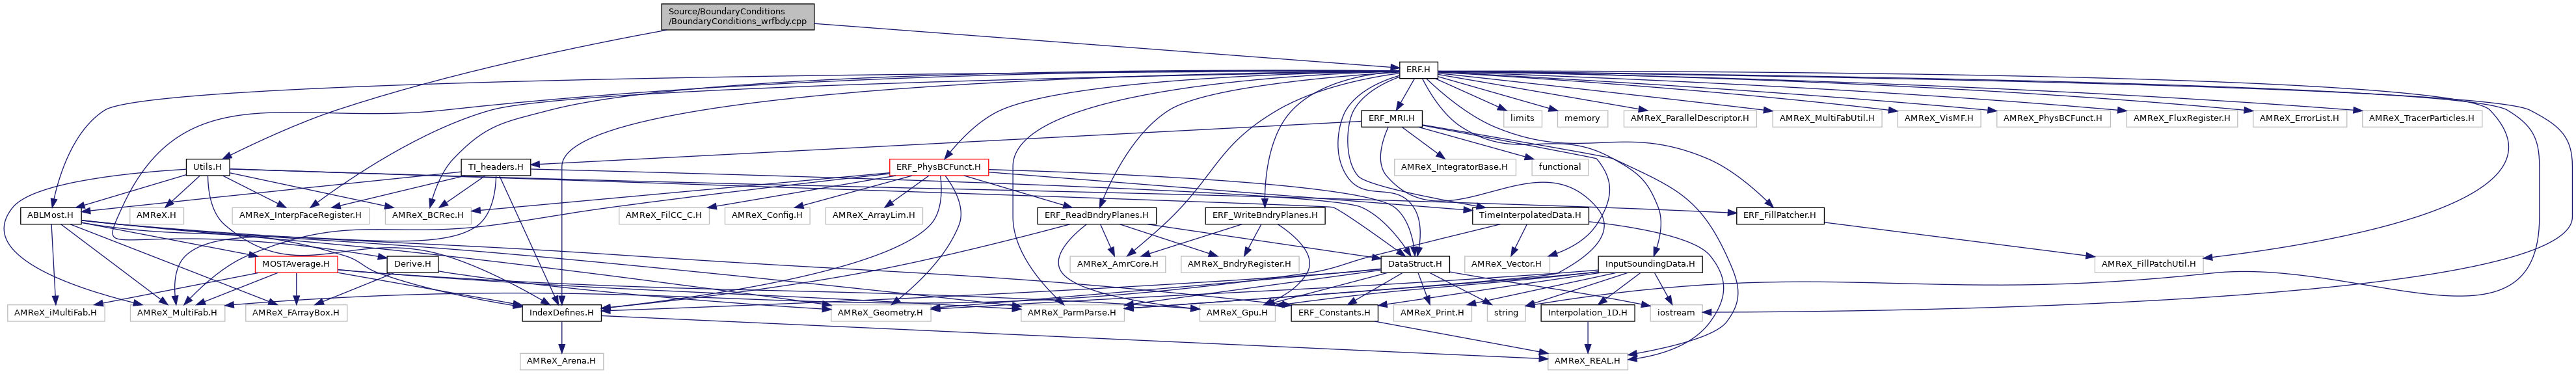 Source/BoundaryConditions
/BoundaryConditions_wrfbdy.cpp
ERF.H
ERF_MRI.H
limits
memory
AMReX_ParallelDescriptor.H
AMReX_MultiFabUtil.H
AMReX_VisMF.H
AMReX_PhysBCFunct.H
AMReX_FluxRegister.H
AMReX_ErrorList.H
AMReX_TracerParticles.H
Utils.H
TI_headers.H
ERF_PhysBCFunct.H
AMReX_IntegratorBase.H
functional
ABLMost.H
AMReX.H
AMReX_InterpFaceRegister.H
AMReX_BCRec.H
AMReX_FilCC_C.H
AMReX_Config.H
AMReX_ArrayLim.H
ERF_ReadBndryPlanes.H
ERF_WriteBndryPlanes.H
TimeInterpolatedData.H
ERF_FillPatcher.H
MOSTAverage.H
Derive.H
AMReX_AmrCore.H
AMReX_BndryRegister.H
DataStruct.H
AMReX_Vector.H
InputSoundingData.H
AMReX_FillPatchUtil.H
AMReX_iMultiFab.H
AMReX_MultiFab.H
AMReX_FArrayBox.H
IndexDefines.H
AMReX_Geometry.H
AMReX_ParmParse.H
AMReX_Gpu.H
ERF_Constants.H
AMReX_Print.H
string
Interpolation_1D.H
iostream
AMReX_Arena.H
AMReX_REAL.H